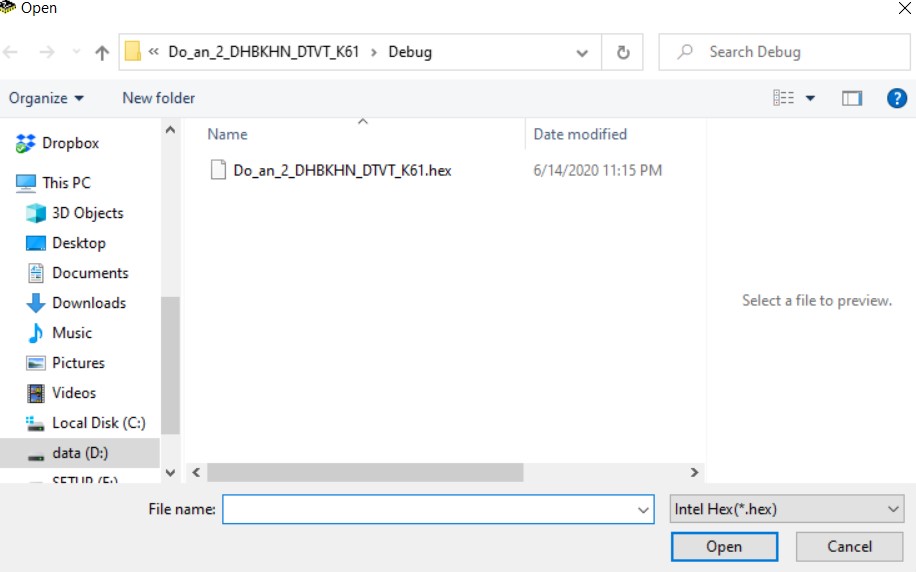 Open
« Do_an_2_DHBKHN_DTVT_K61 › Debug
Search Debug
Organize
New folder
?
Dropbox
This PC
3D Objects
Desktop
Documents
Downloads
Music
Pictures
Videos
Local Disk (C:)
data (D:)
SETUP (E:)
Name
Date modified
Do_an_2_DHBKHN_DTVT_K61.hex
6/14/2020 11:15 PM
Select a file to preview.
File name:
Intel Hex(*.hex)
Open
Cancel